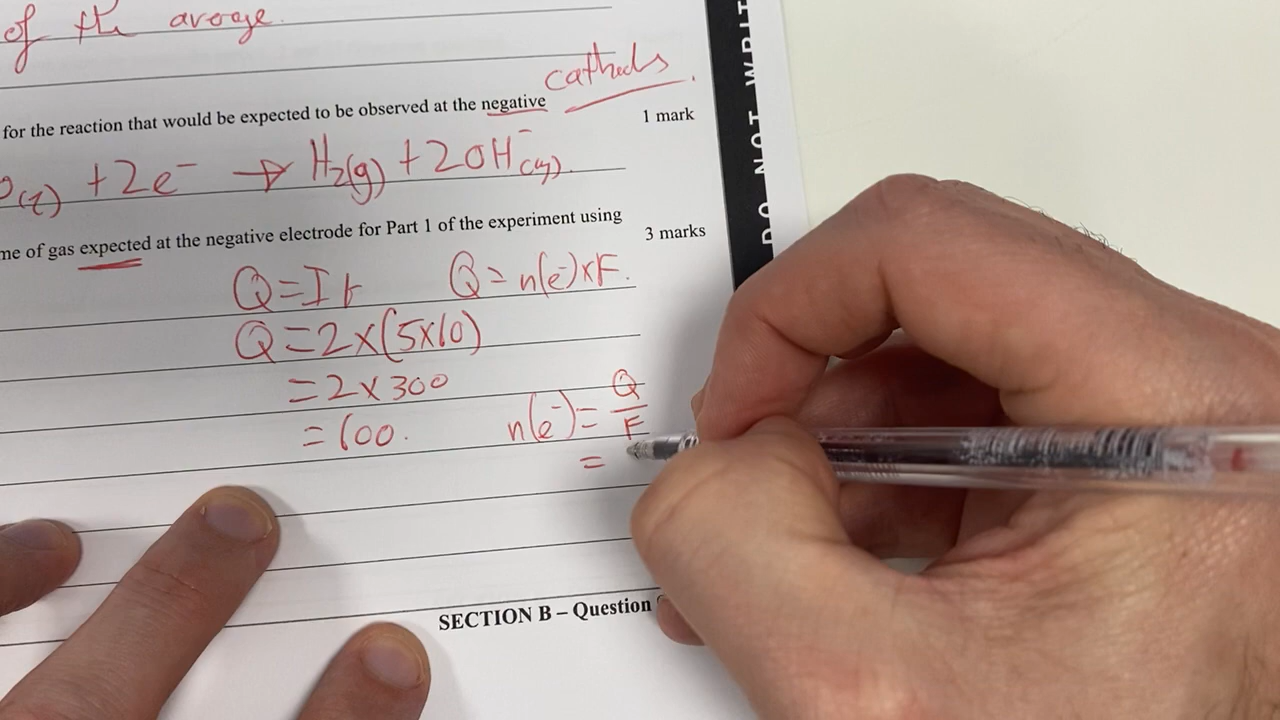 of the average.
cathode
for the reaction that would be expected to be observed at the negative
1 mark
(l) + 2e⁻ → H₂(g) + 2OH⁻(aq).
me of gas expected at the negative electrode for Part 1 of the experiment using
3 marks
Q = It Q = n(e⁻) x F.
Q = 2 x (5x60)
= 2 x 300
= 600. n(e⁻) = Q/F
=
SECTION B – Question
DO NOT WRIT